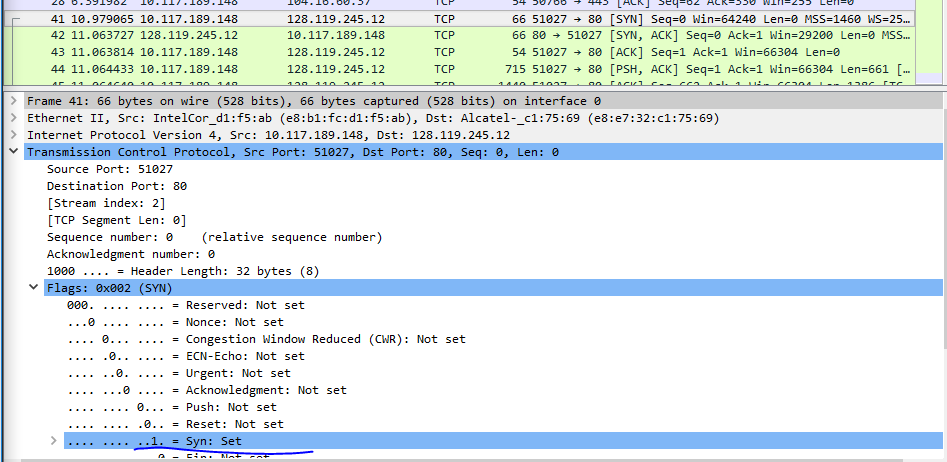 28 6.391982 10.117.189.148 104.16.60.37 TCP 54 50766 → 443 [ACK] Seq=62 Ack=330 Win=255 Len=0
41 10.979065 10.117.189.148 128.119.245.12 TCP 66 51027 → 80 [SYN] Seq=0 Win=64240 Len=0 MSS=1460 WS=25…
42 11.063727 128.119.245.12 10.117.189.148 TCP 66 80 → 51027 [SYN, ACK] Seq=0 Ack=1 Win=29200 Len=0 MSS…
43 11.063814 10.117.189.148 128.119.245.12 TCP 54 51027 → 80 [ACK] Seq=1 Ack=1 Win=66304 Len=0
44 11.064433 10.117.189.148 128.119.245.12 TCP 715 51027 → 80 [PSH, ACK] Seq=1 Ack=1 Win=66304 Len=661 […
Frame 41: 66 bytes on wire (528 bits), 66 bytes captured (528 bits) on interface 0
Ethernet II, Src: IntelCor_d1:f5:ab (e8:b1:fc:d1:f5:ab), Dst: Alcatel-_c1:75:69 (e8:e7:32:c1:75:69)
Internet Protocol Version 4, Src: 10.117.189.148, Dst: 128.119.245.12
Transmission Control Protocol, Src Port: 51027, Dst Port: 80, Seq: 0, Len: 0
Source Port: 51027
Destination Port: 80
[Stream index: 2]
[TCP Segment Len: 0]
Sequence number: 0 (relative sequence number)
Acknowledgment number: 0
1000 .... = Header Length: 32 bytes (8)
Flags: 0x002 (SYN)
000. .... .... = Reserved: Not set
...0 .... .... = Nonce: Not set
.... 0... .... = Congestion Window Reduced (CWR): Not set
.... .0.. .... = ECN-Echo: Not set
.... ..0. .... = Urgent: Not set
.... ...0 .... = Acknowledgment: Not set
.... .... 0... = Push: Not set
.... .... .0.. = Reset: Not set
.... .... ..1. = Syn: Set